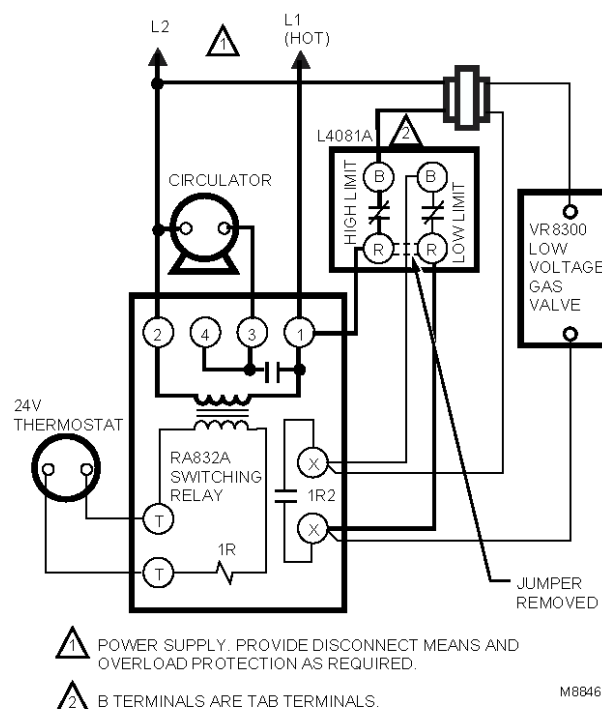 L2
1
L1
(HOT)
L4081A
2
CIRCULATOR
HIGH LIMIT
B
R
B
R
LOW LIMIT
VR8300
LOW
VOLTAGE
GAS
VALVE
2
4
3
1
24V
THERMOSTAT
RA832A
SWITCHING
RELAY
X
1R2
X
T
T
1R
JUMPER
REMOVED
1 POWER SUPPLY. PROVIDE DISCONNECT MEANS AND
OVERLOAD PROTECTION AS REQUIRED.
2 B TERMINALS ARE TAB TERMINALS.
M8846